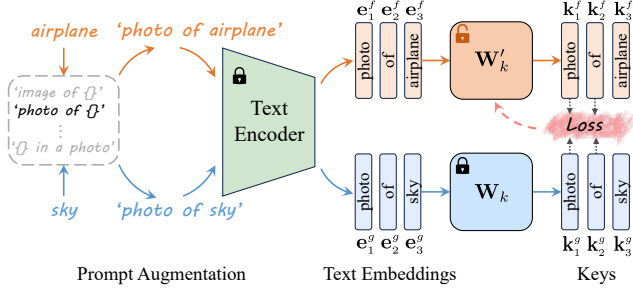 airplane
'photo of airplane'
'image of {}'
'photo of {}'
⋮
'{} in a photo'
sky
'photo of sky'
Text
Encoder
e₁ᶠ e₂ᶠ e₃ᶠ
photo
of
airplane
W′ₖ
k₁ᶠ k₂ᶠ k₃ᶠ
photo
of
airplane
Loss
photo
of
sky
e₁ᵍ e₂ᵍ e₃ᵍ
Wₖ
photo
of
sky
k₁ᵍ k₂ᵍ k₃ᵍ
Prompt Augmentation
Text Embeddings
Keys